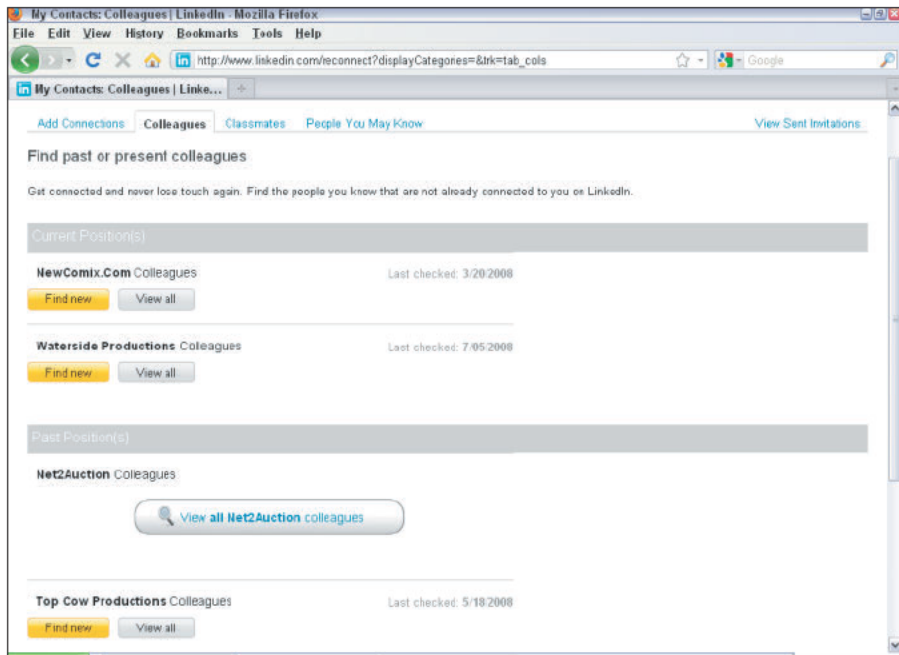 My Contacts: Colleagues | LinkedIn - Mozilla Firefox
File Edit View History Bookmarks Tools Help
http://www.linkedin.com/reconnect?displayCategories=&trk=tab_cols
Google
My Contacts: Colleagues | Linke...
Add Connections Colleagues Classmates People You May Know View Sent Invitations
Find past or present colleagues
Get connected and never lose touch again. Find the people you know that are not already connected to you on LinkedIn.
Current Position(s)
NewComix.Com Colleagues Last checked: 3/20/2008
Find new View all
Waterside Productions Colleagues Last checked: 7/05/2008
Find new View all
Past Position(s)
Net2Auction Colleagues
View all Net2Auction colleagues
Top Cow Productions Colleagues Last checked: 5/18/2008
Find new View all